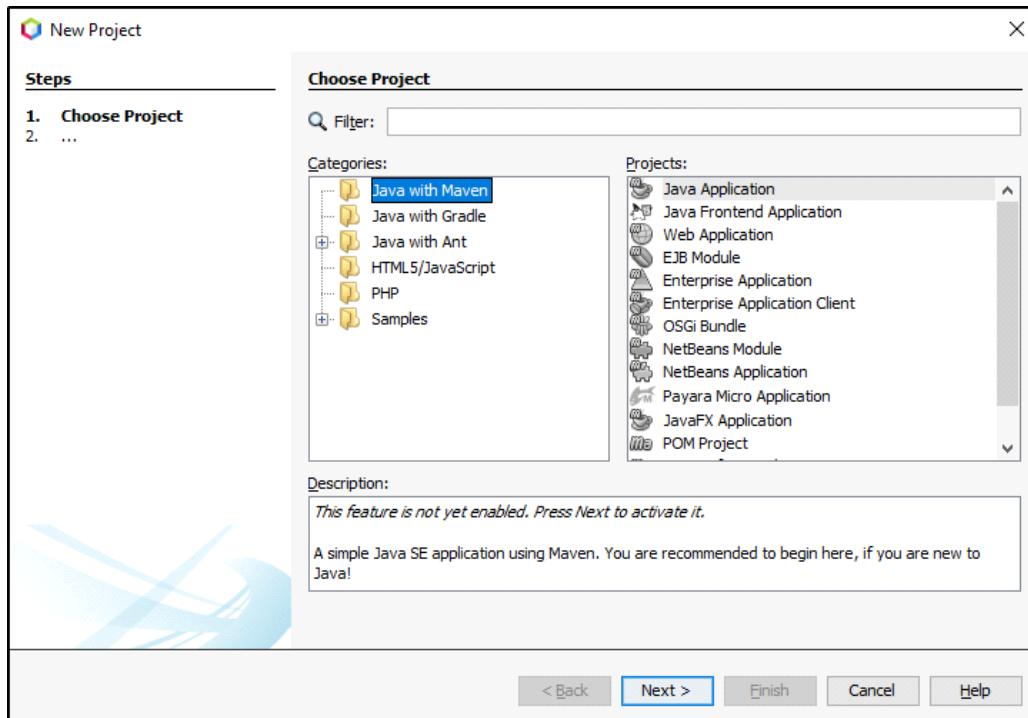 New Project
Steps
1. Choose Project
2. ...
Choose Project
Filter:
Categories:
Java with Maven
Java with Gradle
Java with Ant
HTML5/JavaScript
PHP
Samples
Projects:
Java Application
Java Frontend Application
Web Application
EJB Module
Enterprise Application
Enterprise Application Client
OSGi Bundle
NetBeans Module
NetBeans Application
Payara Micro Application
JavaFX Application
POM Project
Description:
This feature is not yet enabled. Press Next to activate it.
A simple Java SE application using Maven. You are recommended to begin here, if you are new to
Java!
< Back
Next >
Finish
Cancel
Help